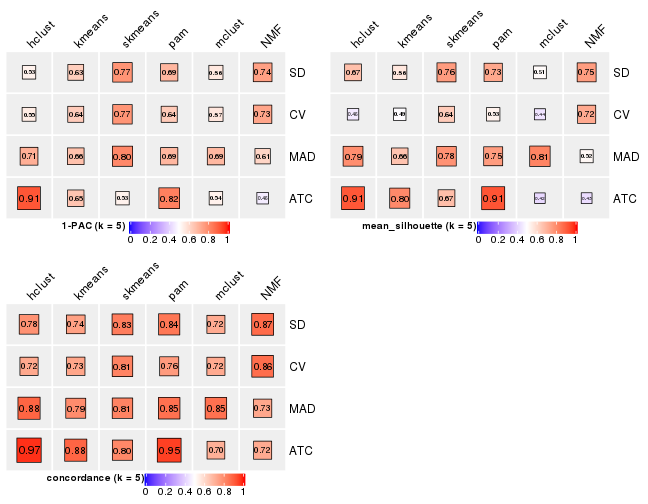 hclust kmeans skmeans pam mclust NMF
0.53 0.63 0.77 0.69 0.56 0.74 SD
0.55 0.64 0.77 0.64 0.57 0.73 CV
0.71 0.66 0.80 0.69 0.69 0.61 MAD
0.91 0.65 0.53 0.82 0.54 ATC
1-PAC (k = 5)
0 0.2 0.4 0.6 0.8 1
hclust kmeans skmeans pam mclust NMF
0.67 0.56 0.76 0.73 0.51 0.75 SD
0.49 0.64 0.53 0.44 0.72 CV
0.79 0.66 0.78 0.75 0.81 0.52 MAD
0.91 0.80 0.67 0.91 ATC
mean_silhouette (k = 5)
0 0.2 0.4 0.6 0.8 1
hclust kmeans skmeans pam mclust NMF
0.78 0.74 0.83 0.84 0.72 0.87 SD
0.72 0.73 0.81 0.76 0.72 0.86 CV
0.88 0.79 0.81 0.85 0.85 0.73 MAD
0.97 0.88 0.80 0.95 0.70 0.72 ATC
concordance (k = 5)
0 0.2 0.4 0.6 0.8 1